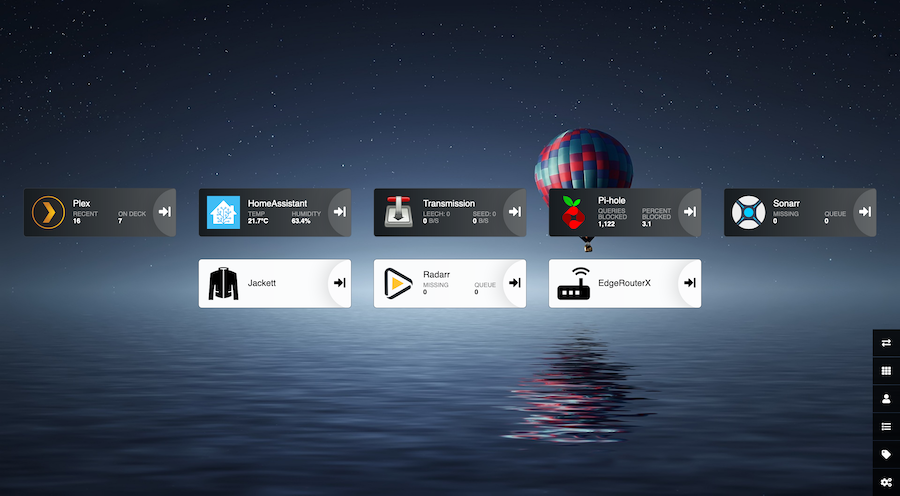 Plex
RECENT
16
ON DECK
7
HomeAssistant
TEMP
21.7°C
HUMIDITY
63.4%
Transmission
LEECH: 0
0 B/S
SEED: 0
0 B/S
Pi-hole
QUERIES
BLOCKED
1,122
PERCENT
BLOCKED
3.1
Sonarr
MISSING
0
QUEUE
0
Jackett
Radarr
MISSING
0
QUEUE
0
EdgeRouterX